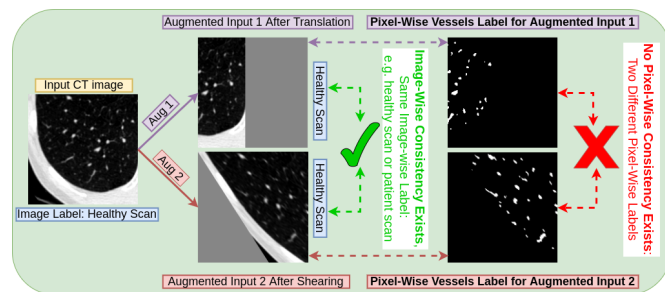 Augmented Input 1 After Translation
Pixel-Wise Vessels Label for Augmented Input 1
Input CT image
Aug 1
Aug 2
Image Label: Healthy Scan
Healthy Scan
Healthy Scan
Image-Wise Consistency Exists,
Same Image-wise Label:
e.g. healthy scan or patient scan
No Pixel-Wise Consistency Exists:
Two Different Pixel-Wise Labels
Augmented Input 2 After Shearing
Pixel-Wise Vessels Label for Augmented Input 2